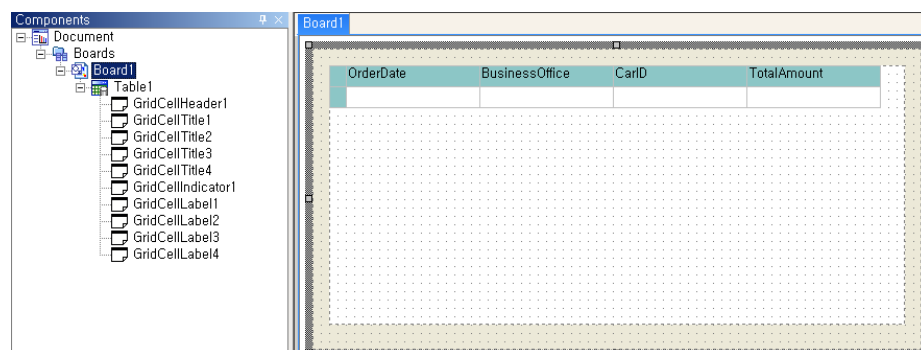 Components
Document
Boards
Board1
Table1
GridCellHeader1
GridCellTitle1
GridCellTitle2
GridCellTitle3
GridCellTitle4
GridCellIndicator1
GridCellLabel1
GridCellLabel2
GridCellLabel3
GridCellLabel4
Board1
OrderDate BusinessOffice CarID TotalAmount